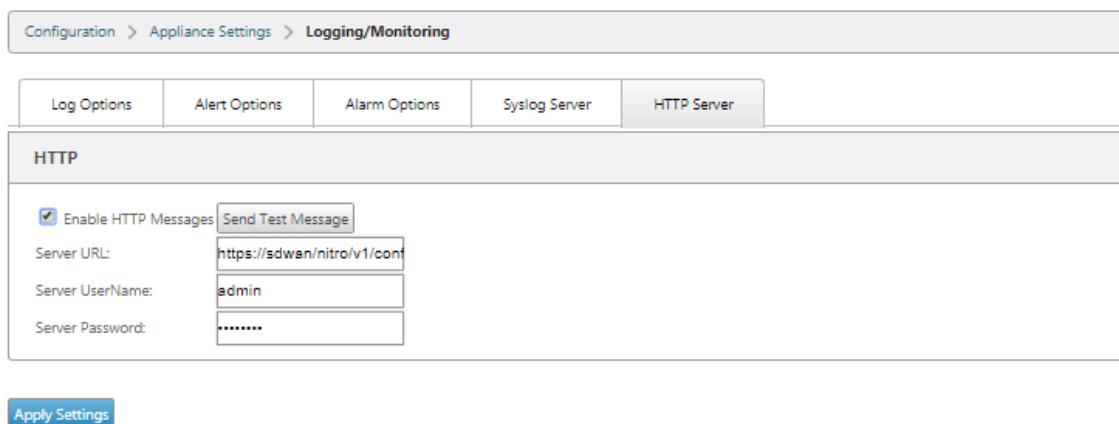 Configuration > Appliance Settings > Logging/Monitoring
Log Options Alert Options Alarm Options Syslog Server HTTP Server
HTTP
Enable HTTP Messages Send Test Message
Server URL: https://sdwan/nitro/v1/conf
Server UserName: admin
Server Password: ••••••••
Apply Settings